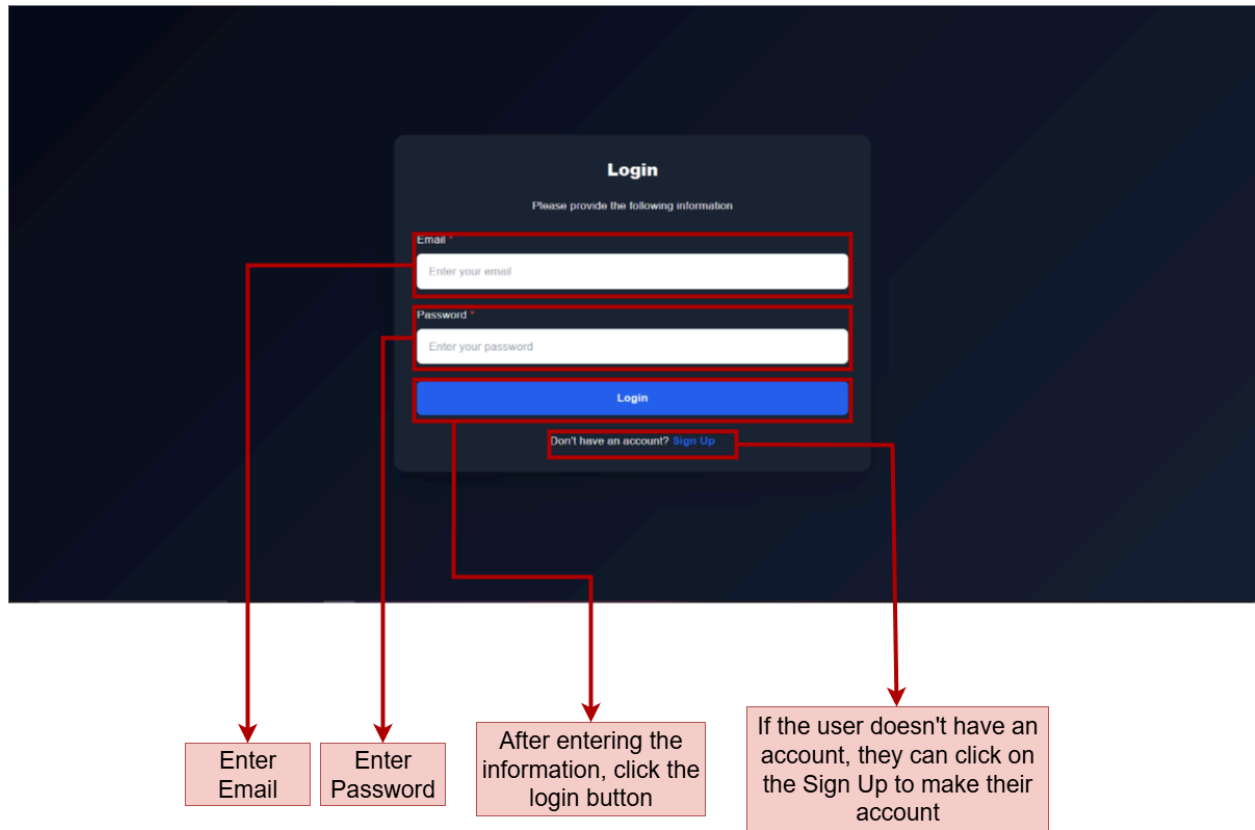 Login
Please provide the following information
Email *
Enter your email
Password *
Enter your password
Login
Don't have an account? Sign Up
Enter
Email
Enter
Password
After entering the
information, click the
login button
If the user doesn't have an
account, they can click on
the Sign Up to make their
account